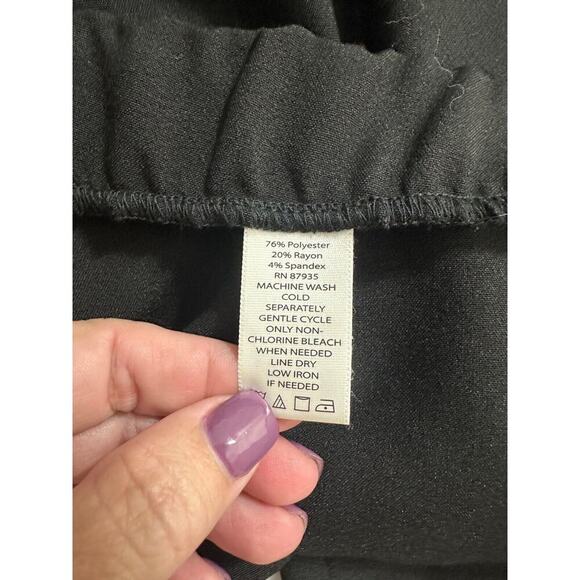 76% Polyester
20% Rayon
4% Spandex
RN 87935
MACHINE WASH
COLD
SEPARATELY
GENTLE CYCLE
ONLY NON-
CHLORINE BLEACH
WHEN NEEDED
LINE DRY
LOW IRON
IF NEEDED